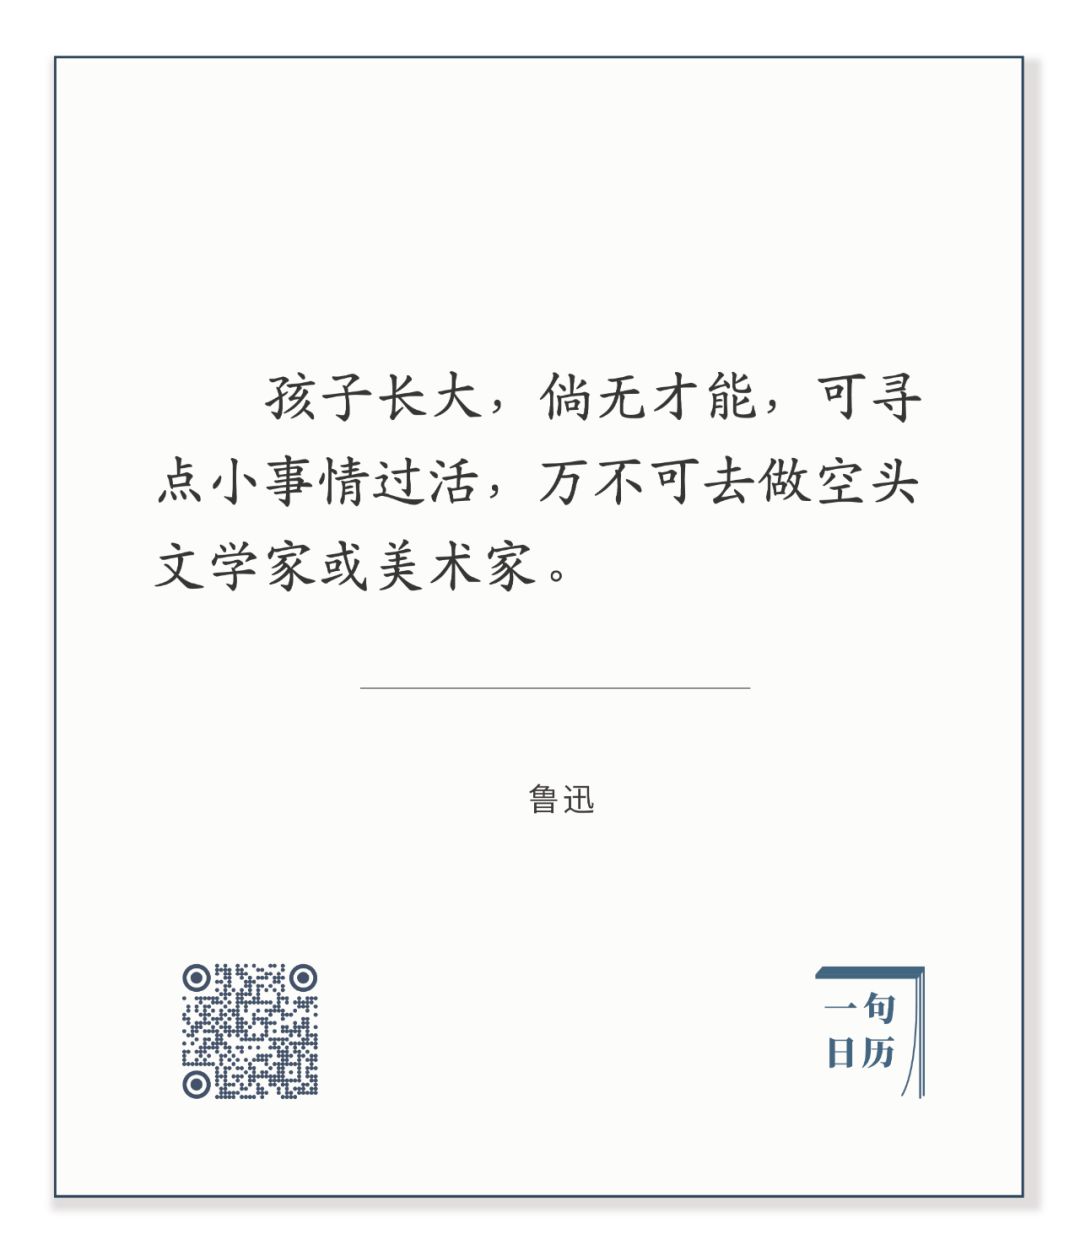 孩子长大，倘无才能，可寻
点小事情过活，万不可去做空头
文学家或美术家。
鲁迅
一句
日历